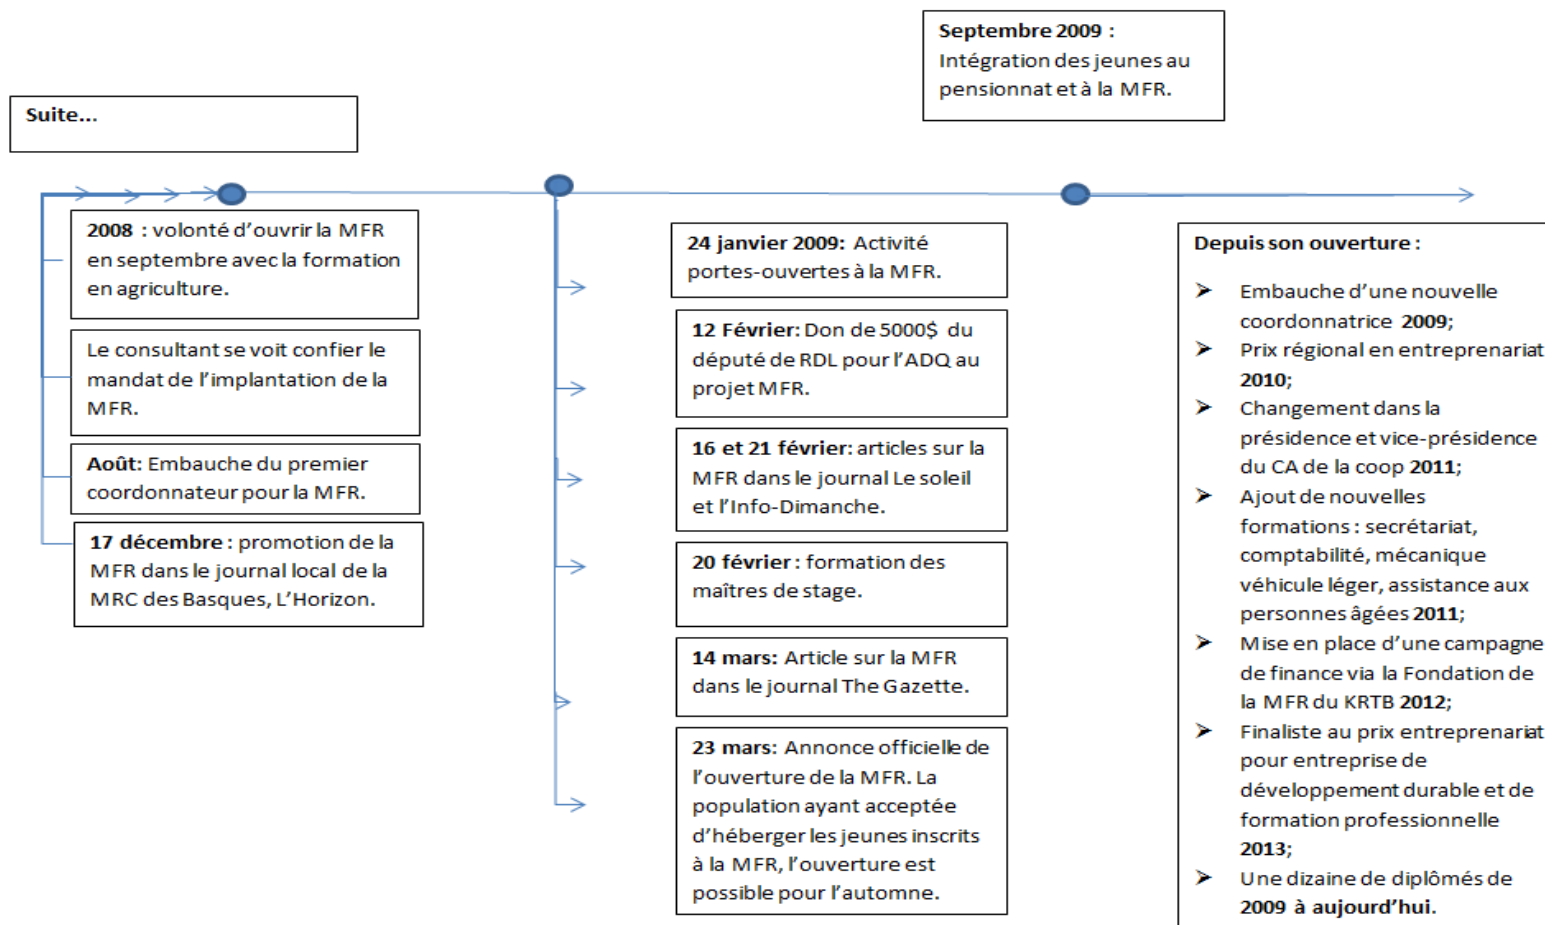 Septembre 2009 :
Intégration des jeunes au
pensionnat et à la MFR.
Suite...
2008 : volonté d'ouvrir la MFR
en septembre avec la formation
en agriculture.
Le consultant se voit confier le
mandat de l'implantation de la
MFR.
Août: Embauche du premier
coordonnateur pour la MFR.
17 décembre : promotion de la
MFR dans le journal local de la
MRC des Basques, L'Horizon.
24 janvier 2009: Activité
portes-ouvertes à la MFR.
12 Février: Don de 5000$ du
député de RDL pour l'ADQ au
projet MFR.
16 et 21 février: articles sur la
MFR dans le journal Le soleil
et l'Info-Dimanche.
20 février : formation des
maîtres de stage.
14 mars: Article sur la MFR
dans le journal The Gazette.
23 mars: Annonce officielle de
l'ouverture de la MFR. La
population ayant acceptée
d'héberger les jeunes inscrits
à la MFR, l'ouverture est
possible pour l'automne.
Depuis son ouverture :
➤ Embauche d'une nouvelle
coordonnatrice 2009;
➤ Prix régional en entreprenariat
2010;
➤ Changement dans la
présidence et vice-présidence
du CA de la coop 2011;
➤ Ajout de nouvelles
formations : secrétariat,
comptabilité, mécanique
véhicule léger, assistance aux
personnes âgées 2011;
➤ Mise en place d'une campagne
de finance via la Fondation de
la MFR du KRTB 2012;
➤ Finaliste au prix entreprenariat
pour entreprise de
développement durable et de
formation professionnelle
2013;
➤ Une dizaine de diplômés de
2009 à aujourd'hui.